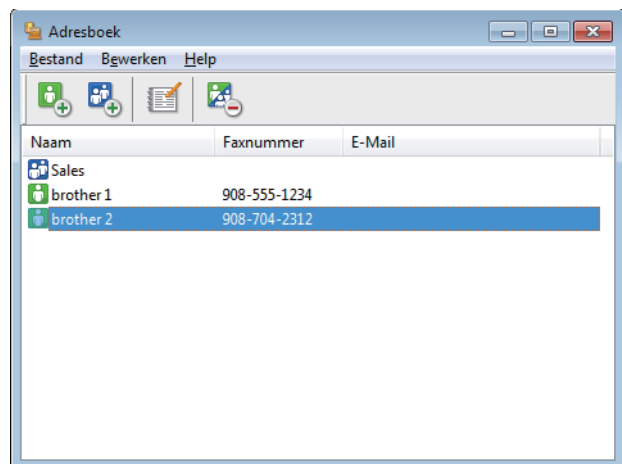 Adresboek
Bestand Bewerken Help
Naam Faxnummer E-Mail
Sales
brother 1 908-555-1234
brother 2 908-704-2312